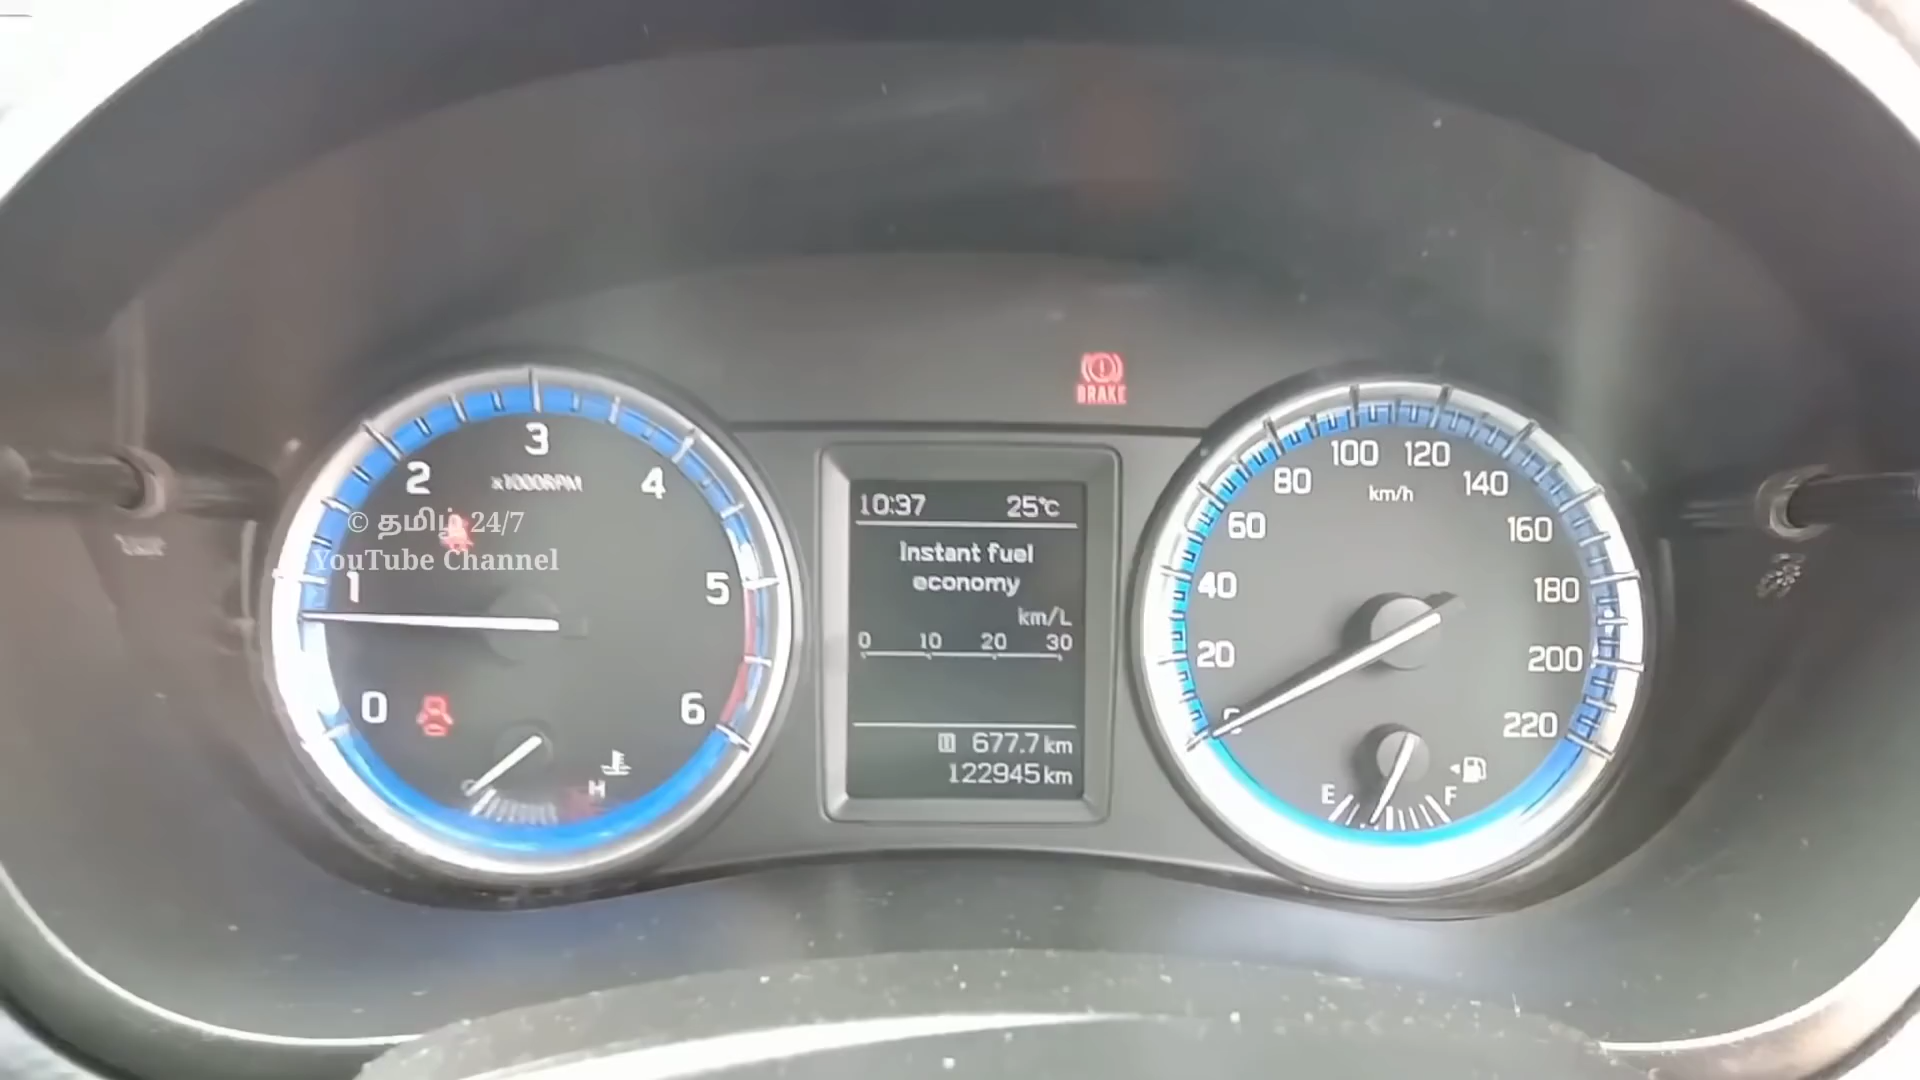 BRAKE
3
2
4
x1000RPM
© தமிழ் 24/7
YouTube Channel
1
5
0
6
H
10:37 25°C
Instant fuel
economy
km/L
0 10 20 30
677.7 km
122945 km
100 120
80 140
km/h
60 160
40 180
20 200
0 220
E F